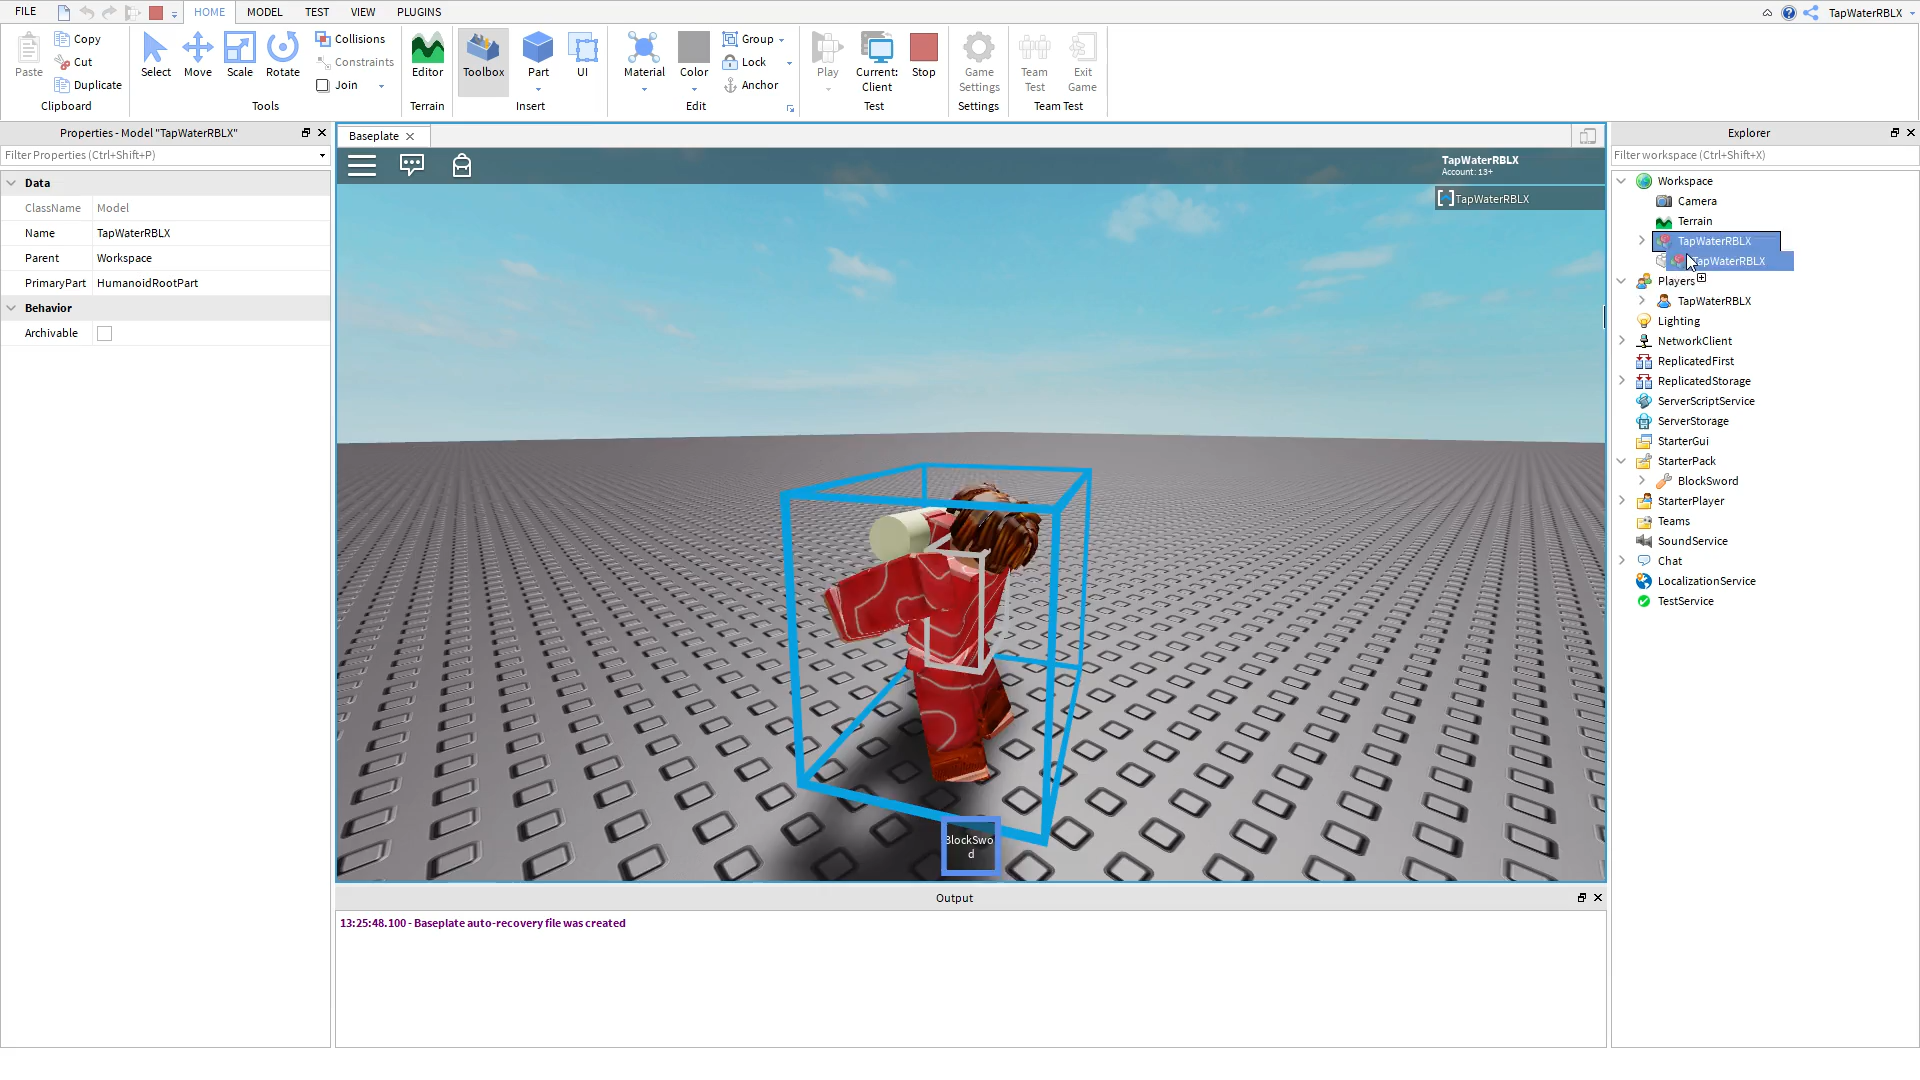 FILE
HOME
MODEL
TEST
VIEW
PLUGINS
TapWaterRBLX
Paste
Copy
Cut
Duplicate
Clipboard
Select
Move
Scale
Rotate
Collisions
Constraints
Join
Tools
Editor
Terrain
Toolbox
Part
UI
Insert
Material
Color
Group
Lock
Anchor
Edit
Play
Current:
Client
Stop
Test
Game
Settings
Settings
Team
Test
Exit
Game
Team Test
Properties - Model "TapWaterRBLX"
Filter Properties (Ctrl+Shift+P)
Data
ClassName Model
Name TapWaterRBLX
Parent Workspace
PrimaryPart HumanoidRootPart
Behavior
Archivable
Baseplate
TapWaterRBLX
Account: 13+
TapWaterRBLX
BlockSwo
d
Output
13:25:48.100 - Baseplate auto-recovery file was created
Explorer
Filter workspace (Ctrl+Shift+X)
Workspace
Camera
Terrain
TapWaterRBLX
TapWaterRBLX
Players
TapWaterRBLX
Lighting
NetworkClient
ReplicatedFirst
ReplicatedStorage
ServerScriptService
ServerStorage
StarterGui
StarterPack
BlockSword
StarterPlayer
Teams
SoundService
Chat
LocalizationService
TestService